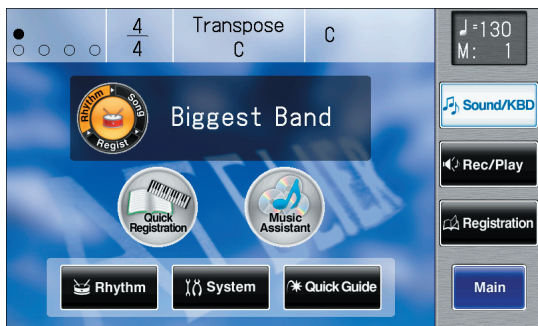 4
4
Transpose
C
C
♩=130
M: 1
Rhythm
Song
Regist
Biggest Band
Quick
Registration
Music
Assistant
Rhythm
System
Quick Guide
Sound/KBD
Rec/Play
Registration
Main